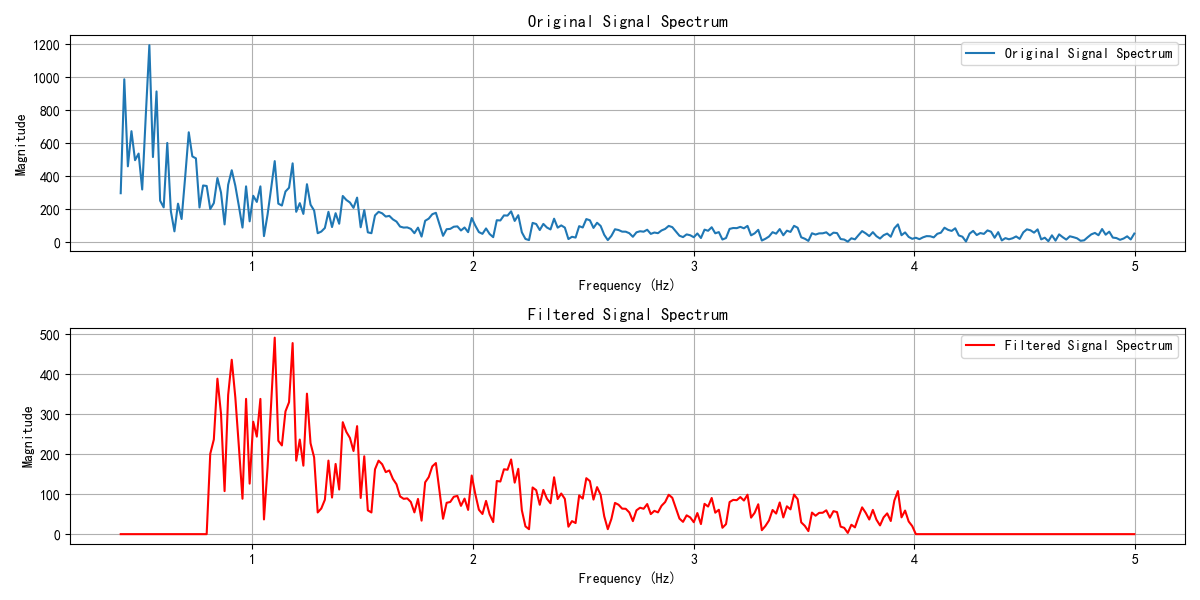 Original Signal Spectrum
Original Signal Spectrum
Magnitude
1200
1000
800
600
400
200
0
1 2 3 4 5
Frequency (Hz)
Filtered Signal Spectrum
Filtered Signal Spectrum
Magnitude
500
400
300
200
100
0
1 2 3 4 5
Frequency (Hz)